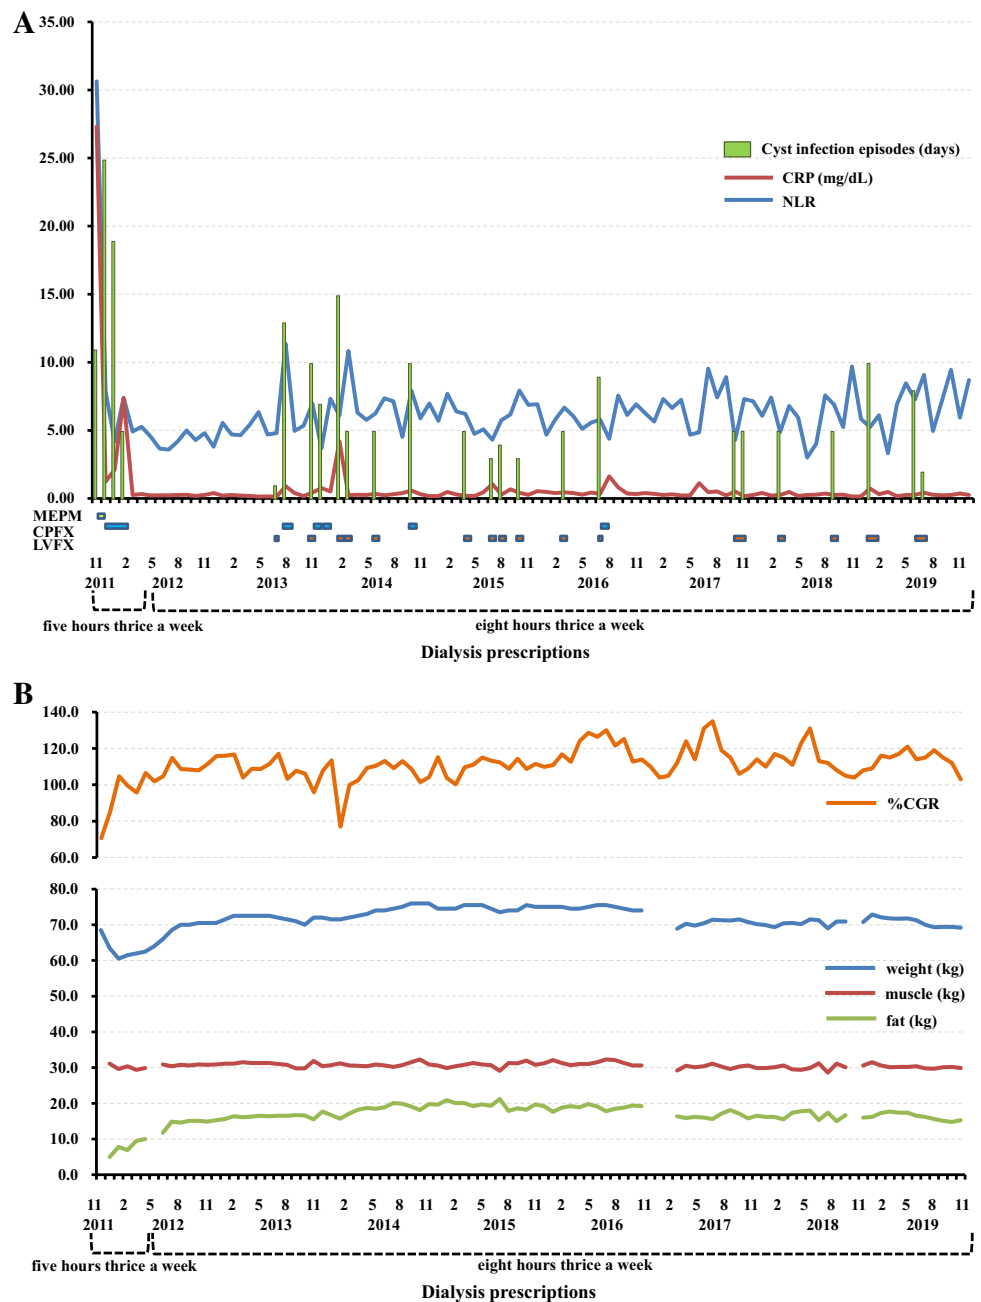 A
35.00
30.00
25.00
20.00
15.00
10.00
5.00
0.00
Cyst infection episodes (days)
CRP (mg/dL)
NLR
MEPM
CPFX
LVFX
11 2 5 8 11 2 5 8 11 2 5 8 11 2 5 8 11 2 5 8 11 2 5 8 11 2 5 8 11 2 5 8 11
2011 2012 2013 2014 2015 2016 2017 2018 2019
five hours thrice a week eight hours thrice a week
Dialysis prescriptions
B
140.0
120.0
100.0
80.0
60.0
%CGR
80.0
70.0
60.0
50.0
40.0
30.0
20.0
10.0
0.0
weight (kg)
muscle (kg)
fat (kg)
11 2 5 8 11 2 5 8 11 2 5 8 11 2 5 8 11 2 5 8 11 2 5 8 11 2 5 8 11 2 5 8 11
2011 2012 2013 2014 2015 2016 2017 2018 2019
five hours thrice a week eight hours thrice a week
Dialysis prescriptions